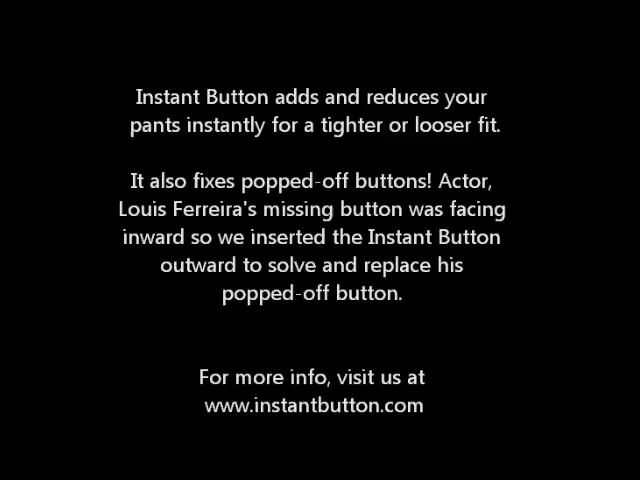 Instant Button adds and reduces your
pants instantly for a tighter or looser fit.
It also fixes popped-off buttons! Actor,
Louis Ferreira's missing button was facing
inward so we inserted the Instant Button
outward to solve and replace his
popped-off button.
For more info, visit us at
www.instantbutton.com